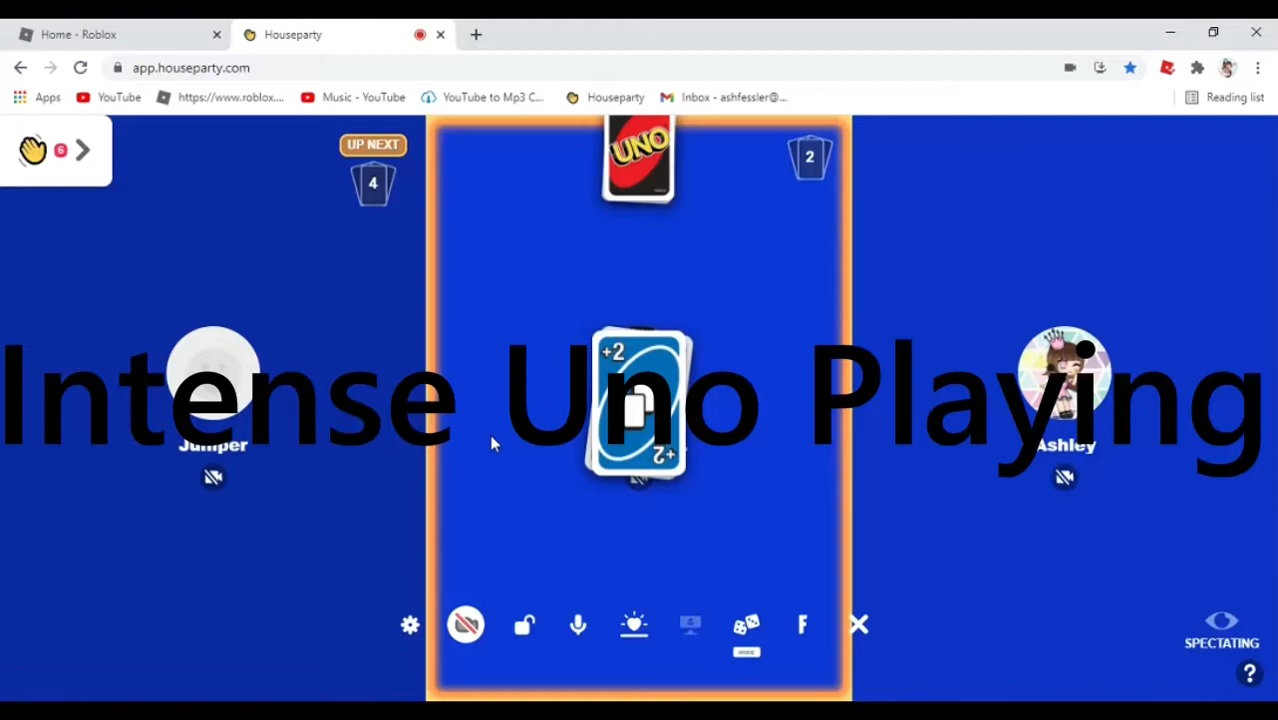 Home - Roblox
Houseparty
app.houseparty.com
Apps
YouTube
https://www.roblox....
Music - YouTube
YouTube to Mp3 C...
Houseparty
Inbox - ashfessler@...
Reading list
6
UP NEXT
4
UNO
2
+2
Intense Uno Playing
+2
Jumper
Ashley
F
SPECTATING
?